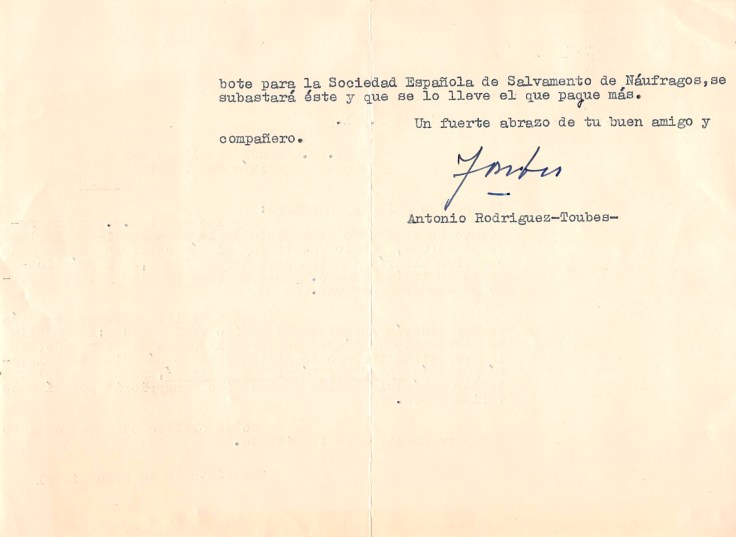 bote para la Sociedad Española de Salvamento de Náufragos,se
subastará éste y que se lo lleve el que pague más.
Un fuerte abrazo de tu buen amigo y
compañero.
Toubes
Antonio Rodriguez-Toubes-